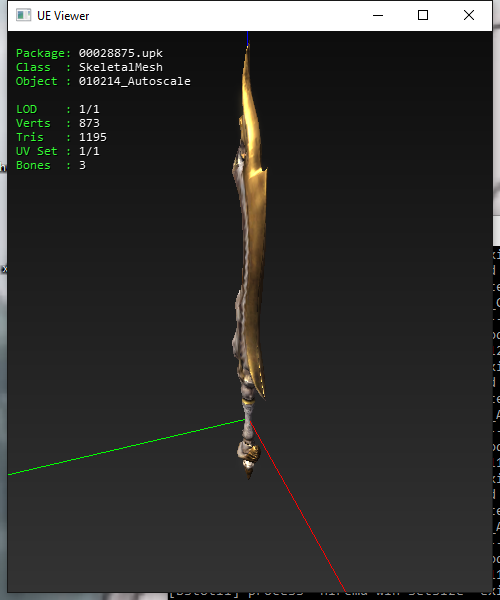 UE Viewer
Package: 00028875.upk
Class  : SkeletalMesh
Object : 010214_Autoscale
LOD    : 1/1
Verts  : 873
Tris   : 1195
UV Set : 1/1
Bones  : 3